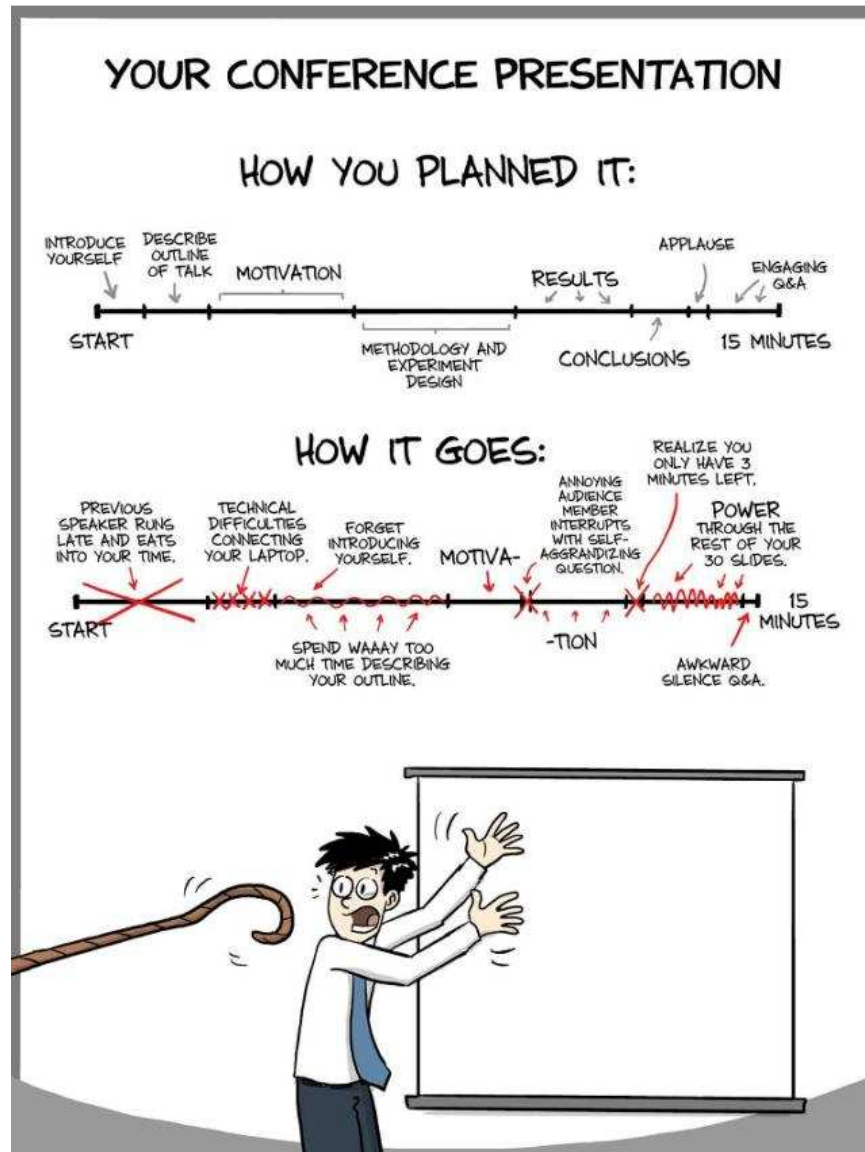 YOUR CONFERENCE PRESENTATION
HOW YOU PLANNED IT:
INTRODUCE
YOURSELF
DESCRIBE
OUTLINE
OF TALK
MOTIVATION
METHODOLOGY AND
EXPERIMENT
DESIGN
RESULTS
CONCLUSIONS
APPLAUSE
ENGAGING
Q&A
START
15 MINUTES
HOW IT GOES:
PREVIOUS
SPEAKER RUNS
LATE AND EATS
INTO YOUR TIME.
TECHNICAL
DIFFICULTIES
CONNECTING
YOUR LAPTOP.
FORGET
INTRODUCING
YOURSELF.
SPEND WAAAY TOO
MUCH TIME DESCRIBING
YOUR OUTLINE.
MOTIVA-
ANNOYING
AUDIENCE
MEMBER
INTERRUPTS
WITH SELF-
AGGRANDIZING
QUESTION.
-TION
REALIZE YOU
ONLY HAVE 3
MINUTES LEFT.
POWER
THROUGH THE
REST OF YOUR
30 SLIDES.
AWKWARD
SILENCE Q&A.
START
15
MINUTES